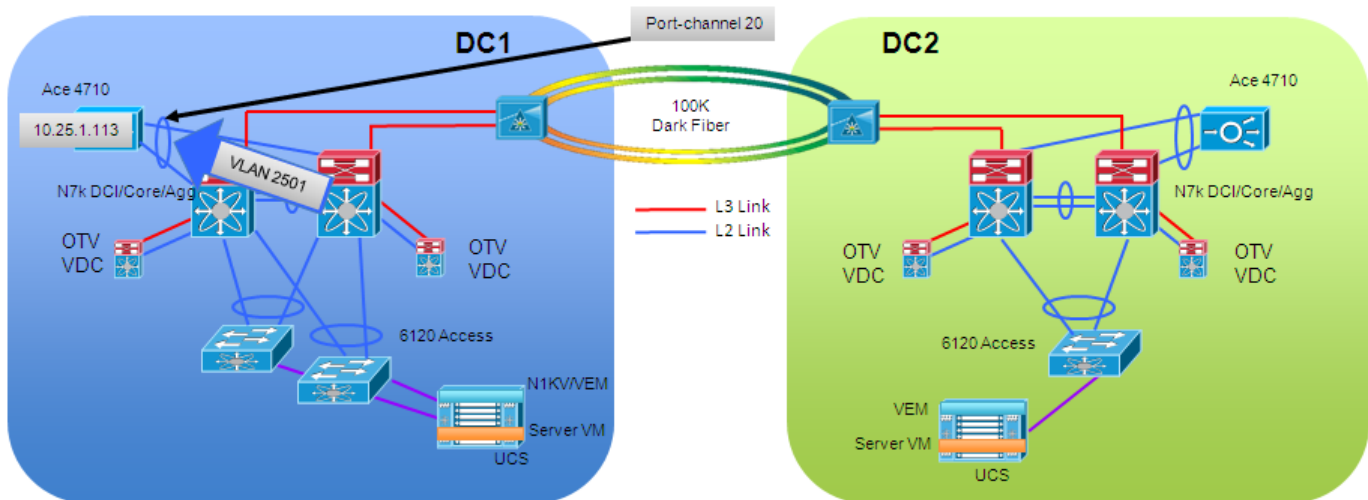 Port-channel 20
DC1
DC2
Ace 4710
10.25.1.113
VLAN 2501
N7k DCI/Core/Agg
OTV
VDC
OTV
VDC
6120 Access
N1KV/VEM
Server VM
UCS
100K
Dark Fiber
L3 Link
L2 Link
Ace 4710
N7k DCI/Core/Agg
OTV
VDC
OTV
VDC
6120 Access
VEM
Server VM
UCS